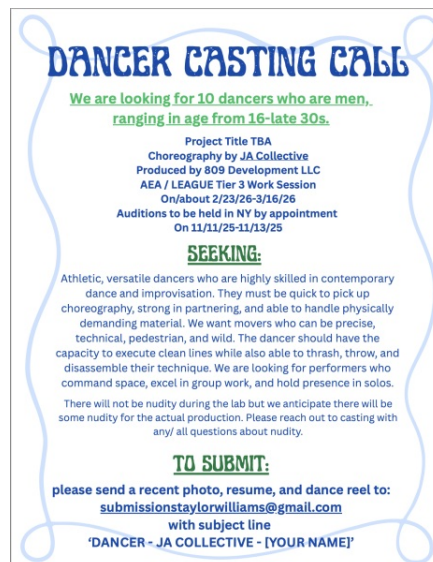 DANCER CASTING CALL
We are looking for 10 dancers who are men,
ranging in age from 16-late 30s.
Project Title TBA
Choreography by JA Collective
Produced by 809 Development LLC
AEA / LEAGUE Tier 3 Work Session
On/about 2/23/26-3/16/26
Auditions to be held in NY by appointment
On 11/11/25-11/13/25
SEEKING:
Athletic, versatile dancers who are highly skilled in contemporary
dance and improvisation. They must be quick to pick up
choreography, strong in partnering, and able to handle physically
demanding material. We want movers who can be precise,
technical, pedestrian, and wild. The dancer should have the
capacity to execute clean lines while also able to thrash, throw, and
disassemble their technique. We are looking for performers who
command space, excel in group work, and hold presence in solos.
There will not be nudity during the lab but we anticipate there will be
some nudity for the actual production. Please reach out to casting with
any/ all questions about nudity.
TO SUBMIT:
please send a recent photo, resume, and dance reel to:
submissionstaylorwilliams@gmail.com
with subject line
‘DANCER - JA COLLECTIVE - [YOUR NAME]’